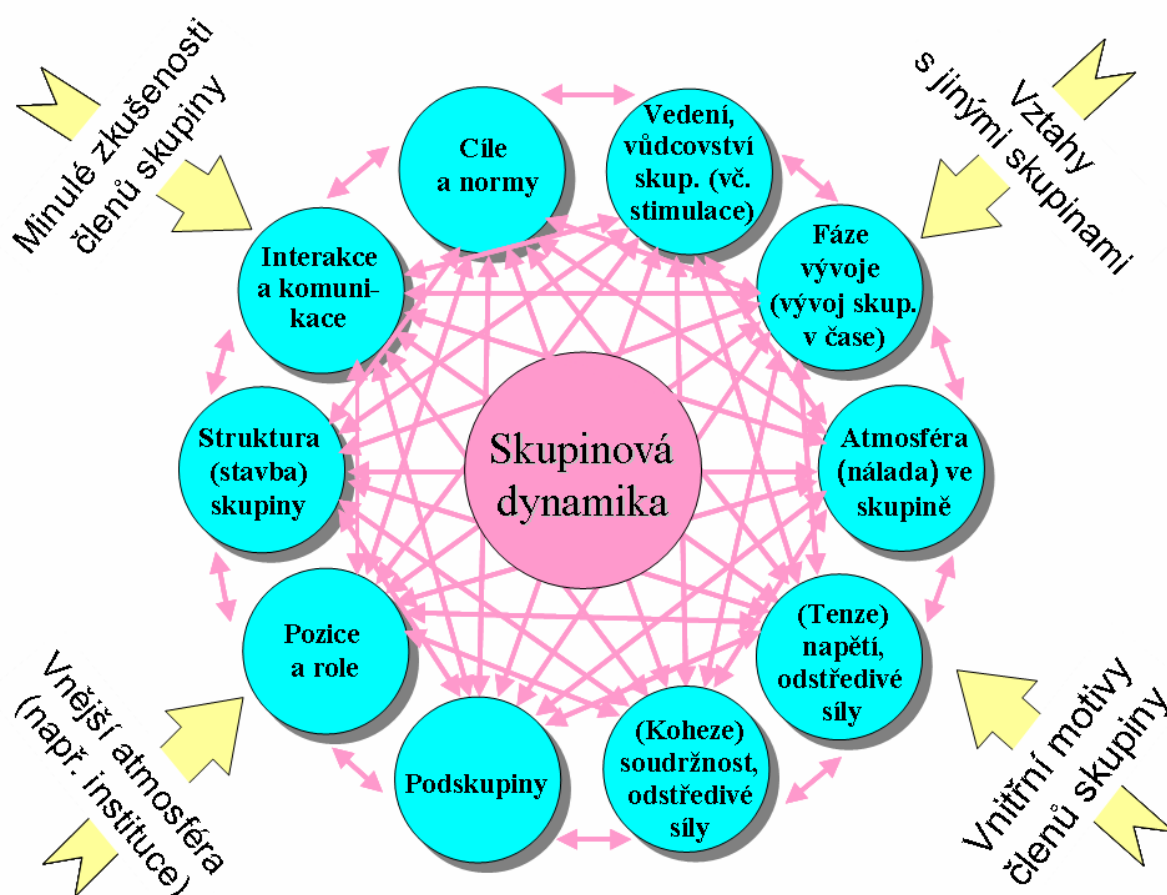 Minulé zkušenosti
členů skupiny
Vztahy
s jinými skupinami
Cíle
a normy
Vedení,
vůdcovství
skup. (vč.
stimulace)
Interakce
a komuni-
kace
Fáze
vývoje
(vývoj skup.
v čase)
Struktura
(stavba)
skupiny
Skupinová
dynamika
Atmosféra
(nálada) ve
skupině
Pozice
a role
(Tenze)
napětí,
odstředivé
síly
Podskupiny
(Koheze)
soudržnost,
odstředivé
síly
Vnější atmosféra
(např. instituce)
Vnitřní motivy
členů skupiny